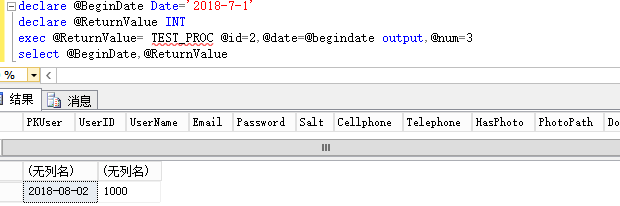 declare @BeginDate Date='2018-7-1'
declare @ReturnValue INT
exec @ReturnValue= TEST_PROC @id=2,@date=@begindate output,@num=3
select @BeginDate,@ReturnValue
%
结果 消息
PKUser UserID UserName Email Password Salt Cellphone Telephone HasPhoto PhotoPath Do
(无列名) (无列名)
2018-08-02 1000